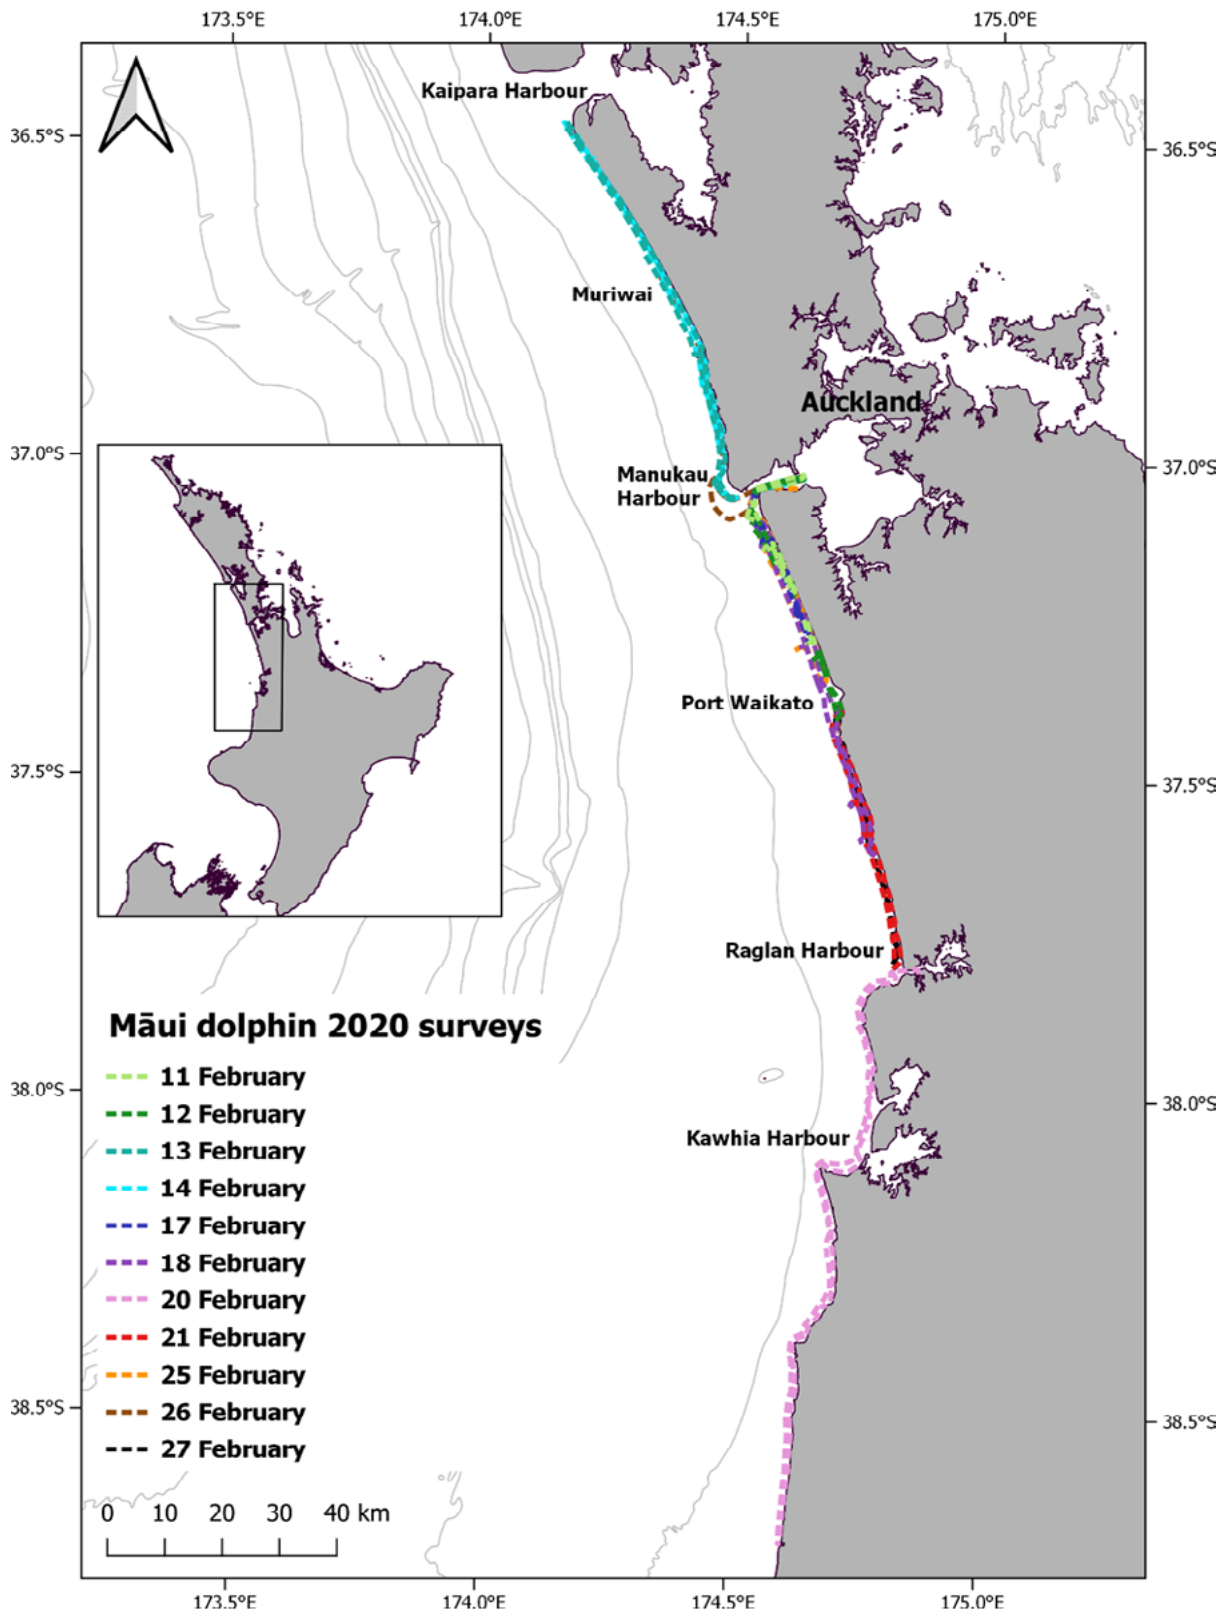 173.5°E 174.0°E 174.5°E 175.0°E
Kaipara Harbour
36.5°S 36.5°S
Muriwai
Auckland
37.0°S 37.0°S
Manukau
Harbour
Port Waikato
37.5°S 37.5°S
Raglan Harbour
Māui dolphin 2020 surveys
11 February
12 February
13 February
14 February
17 February
18 February
20 February
21 February
25 February
26 February
27 February
38.0°S 38.0°S
Kawhia Harbour
38.5°S 38.5°S
0 10 20 30 40 km
173.5°E 174.0°E 174.5°E 175.0°E